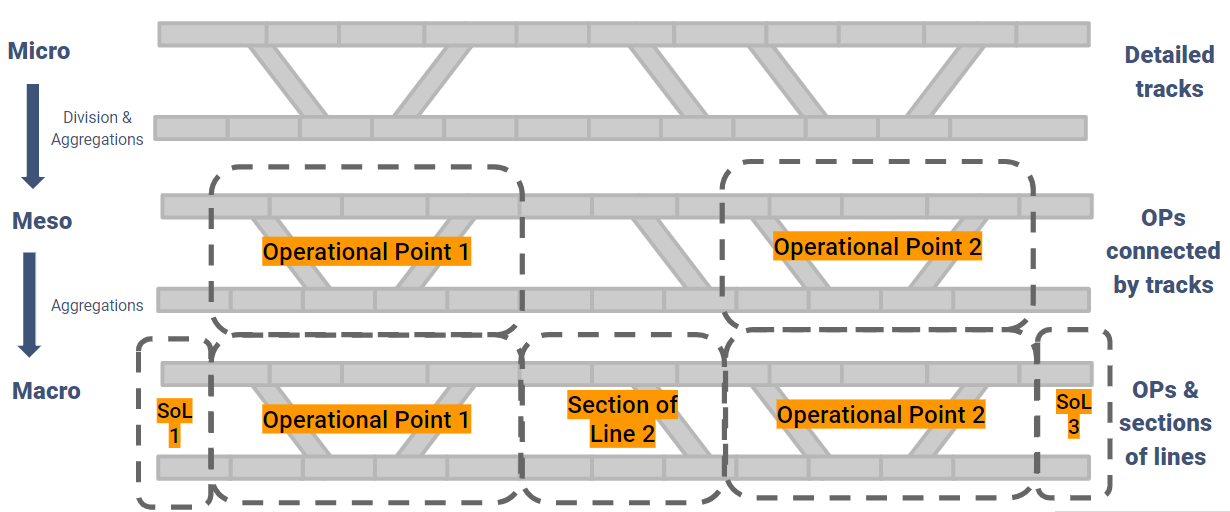 Micro
Detailed
tracks
Division &
Aggregations
Meso
Operational Point 1
Operational Point 2
OPs
connected
by tracks
Aggregations
Macro
SoL
1
Operational Point 1
Section of
Line 2
Operational Point 2
SoL
3
OPs &
sections
of lines